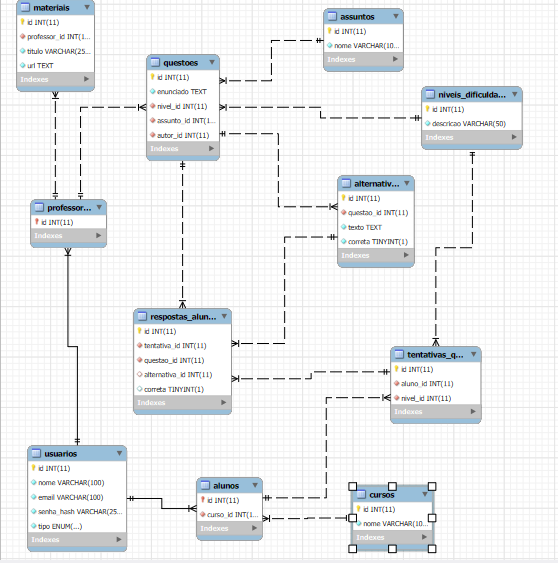 materiais
id INT(11)
professor_id INT(1...
titulo VARCHAR(25...
url TEXT
Indexes
assuntos
id INT(11)
nome VARCHAR(10...
Indexes
questoes
id INT(11)
enunciado TEXT
nivel_id INT(11)
assunto_id INT(1...
autor_id INT(11)
Indexes
niveis_dificulda...
id INT(11)
descricao VARCHAR(50)
Indexes
alternativ...
id INT(11)
questao_id INT(11)
texto TEXT
correta TINYINT(1)
Indexes
professor...
id INT(11)
Indexes
respostas_alun...
id INT(11)
tentativa_id INT(11)
questao_id INT(11)
alternativa_id INT(11)
correta TINYINT(1)
Indexes
tentativas_q...
id INT(11)
aluno_id INT(11)
nivel_id INT(11)
Indexes
usuarios
id INT(11)
nome VARCHAR(100)
email VARCHAR(100)
senha_hash VARCHAR(25...
tipo ENUM(...)
Indexes
alunos
id INT(11)
curso_id INT(1...
Indexes
cursos
id INT(11)
nome VARCHAR(10...
Indexes